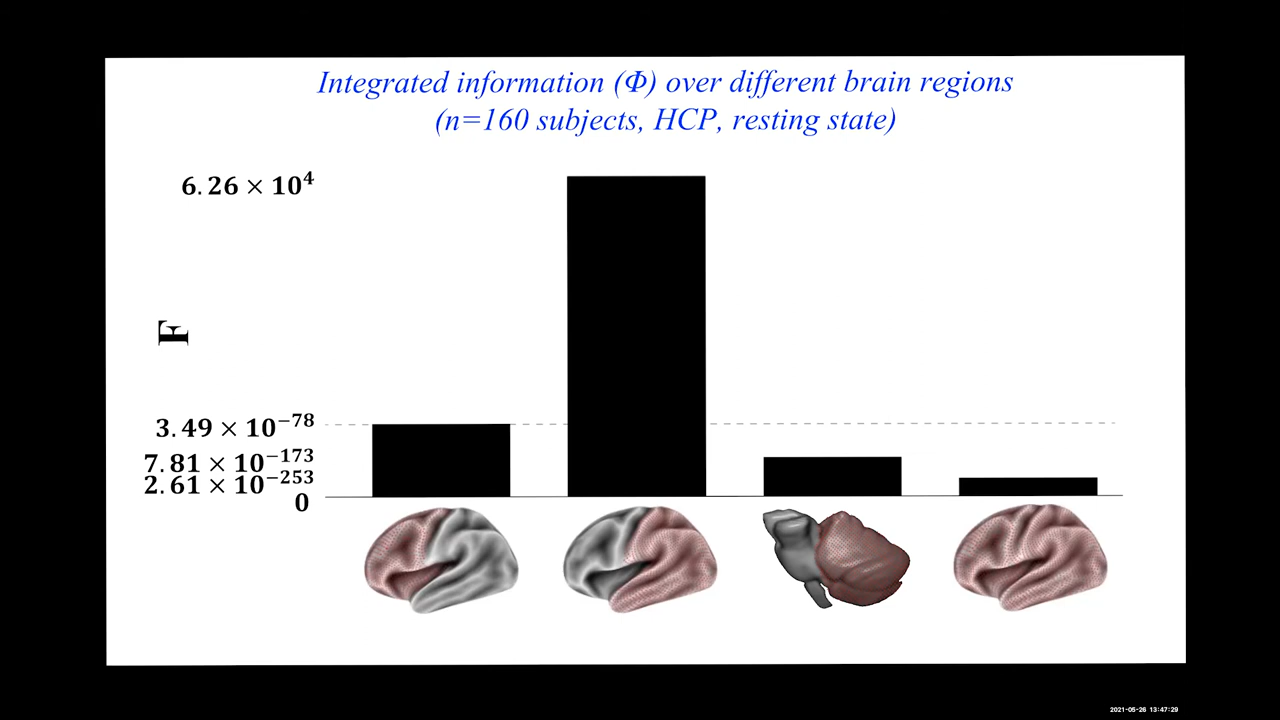 Integrated information (Φ) over different brain regions
(n=160 subjects, HCP, resting state)
6.26 × 10⁴
F
3.49 × 10⁻⁷⁸
7.81 × 10⁻¹⁷³
2.61 × 10⁻²⁵³
0
2021-05-26 13:47:29